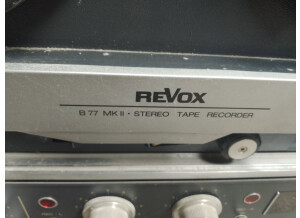 REVOX
B 77 MK II • STEREO TAPE RECORDER